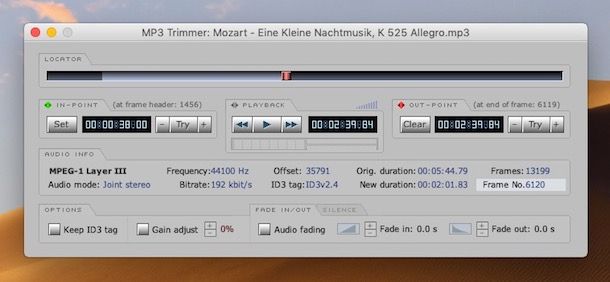 MP3 Trimmer: Mozart - Eine Kleine Nachtmusik, K 525 Allegro.mp3
LOCATOR
IN-POINT (at frame header: 1456) PLAYBACK OUT-POINT (at end of frame: 6119)
Set 00:00:38.00 - Try + 00:02:39.84 Clear 00:02:39.84 - Try +
AUDIO INFO
MPEG-1 Layer III Frequency:44100 Hz Offset: 35791 Orig. duration:00:05:44.79 Frames:13199
Audio mode: Joint stereo Bitrate:192 kbit/s ID3 tag:ID3v2.4 New duration:00:02:01.83 Frame No.6120
OPTIONS FADE IN/OUT SILENCE
Keep ID3 tag Gain adjust + - 0% Audio fading + - Fade in: 0.0 s + - Fade out: 0.0 s